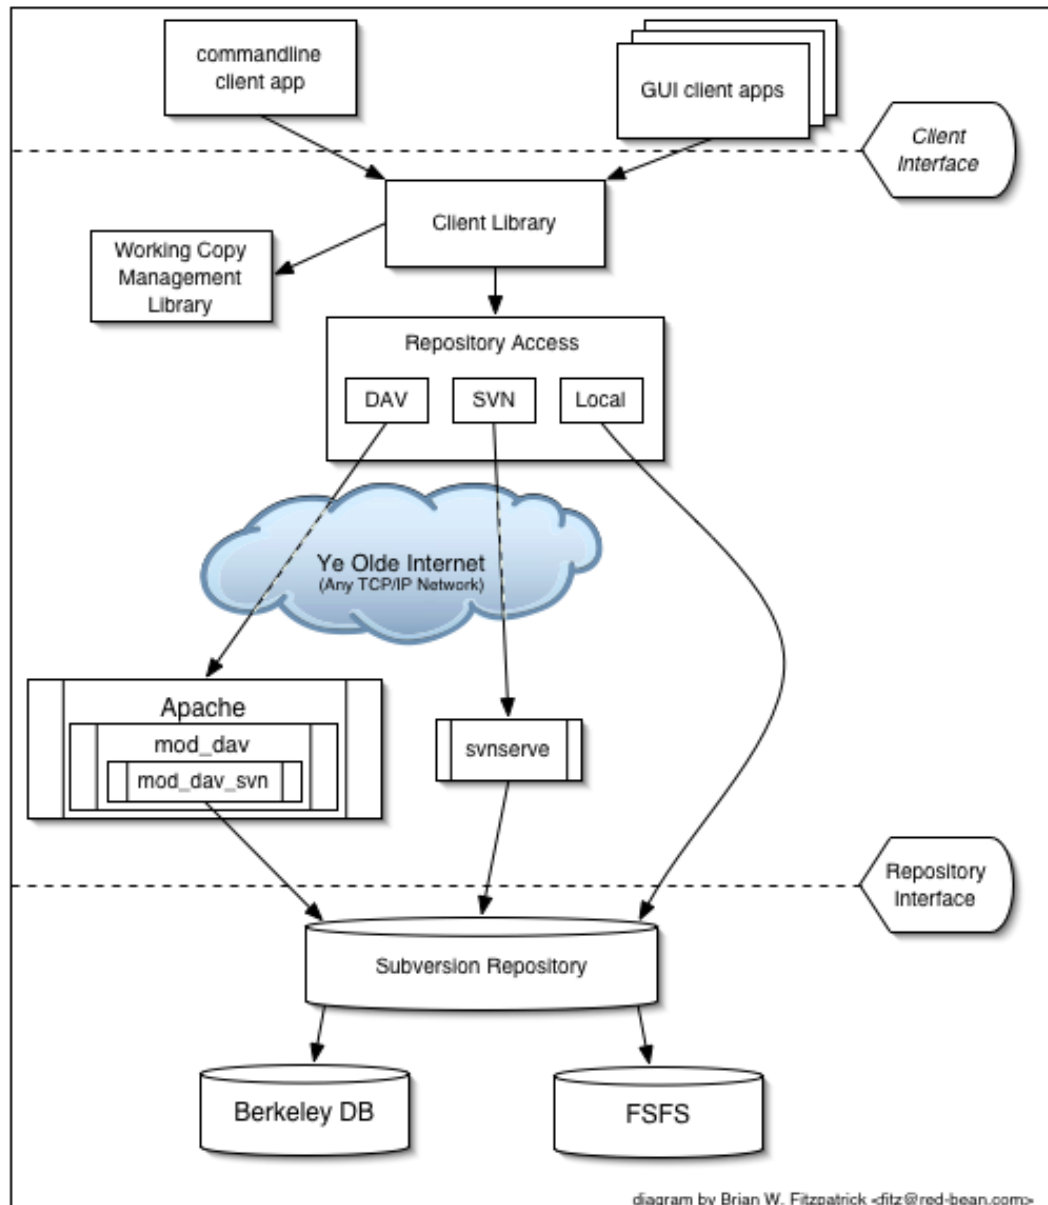 commandline
client app
GUI client apps
Client
Interface
Client Library
Working Copy
Management
Library
Repository Access
DAV
SVN
Local
Ye Olde Internet
(Any TCP/IP Network)
Apache
mod_dav
mod_dav_svn
svnserve
Repository
Interface
Subversion Repository
Berkeley DB
FSFS
diagram by Brian W. Fitzpatrick <fitz@red-bean.com>